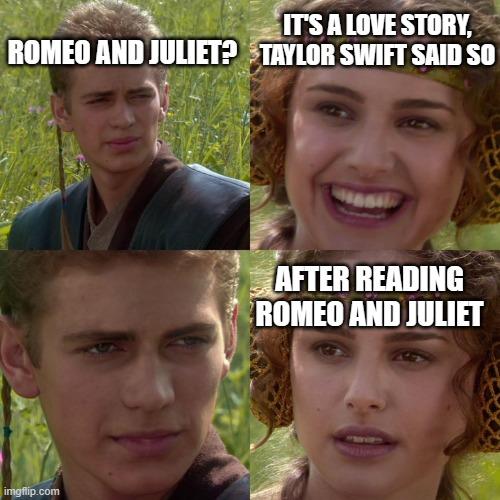 ROMEO AND JULIET?
IT'S A LOVE STORY,
TAYLOR SWIFT SAID SO
AFTER READING
ROMEO AND JULIET
imgflip.com